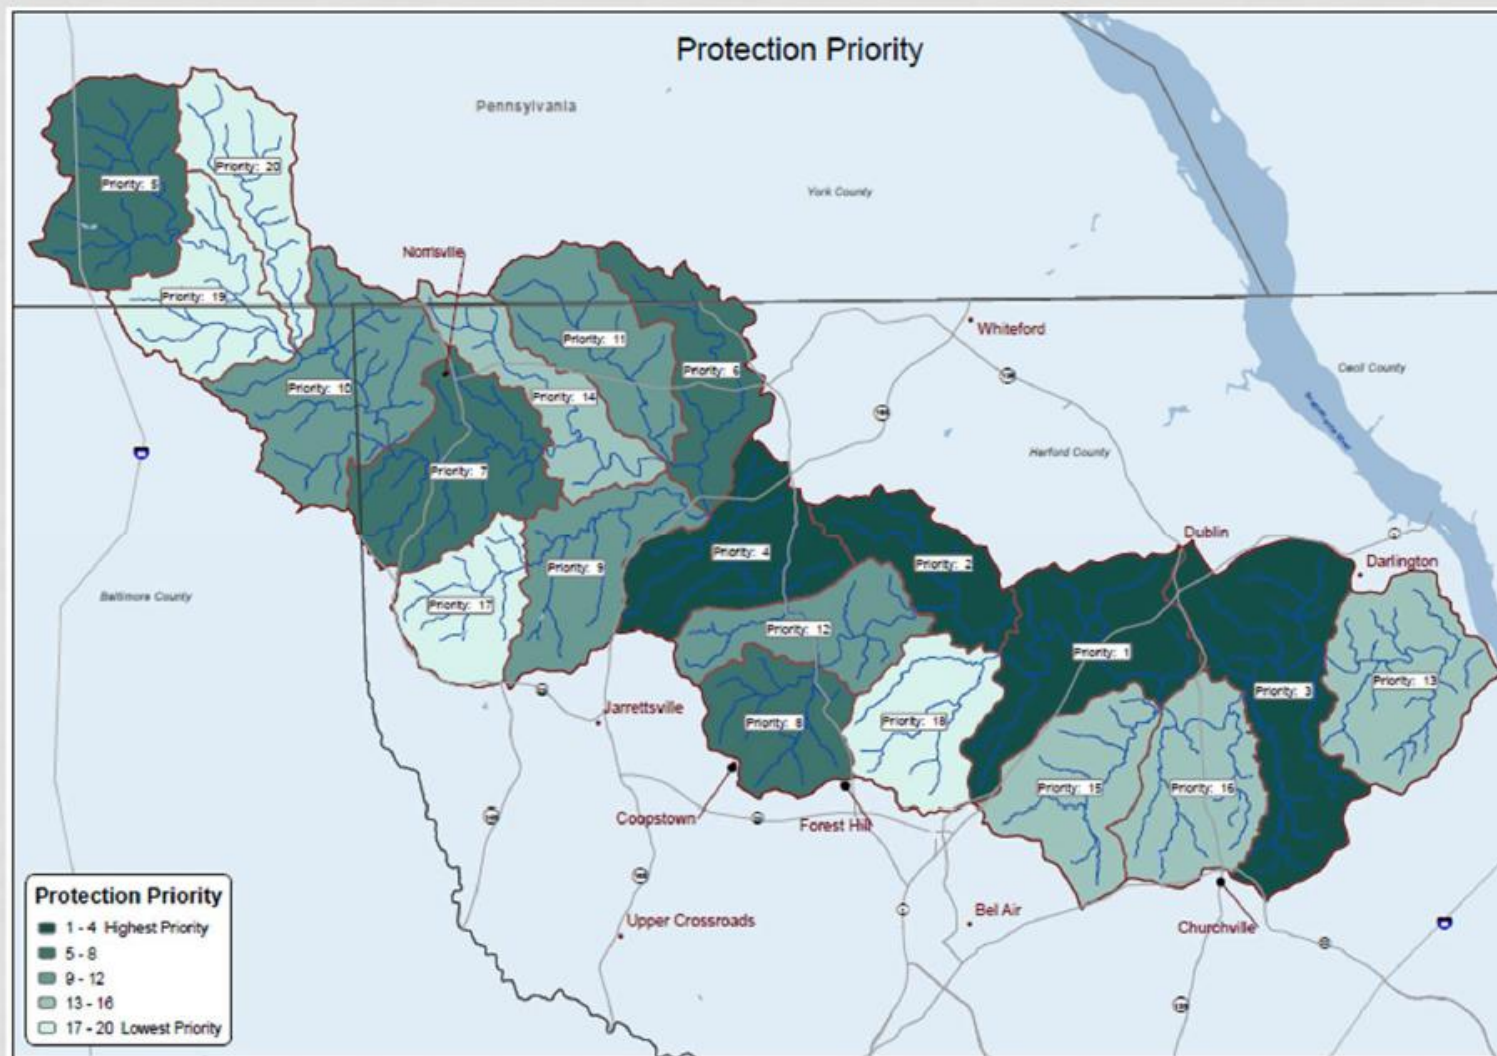 Protection Priority
Pennsylvania
Priority: 20
Priority: 5
York County
Norrisville
Priority: 19
Whiteford
Priority: 11
Priority: 6
Cecil County
Priority: 10
Priority: 14
Harford County
Priority: 7
Dublin
Priority: 4
Priority: 2
Darlington
Priority: 9
Baltimore County
Priority: 17
Priority: 12
Priority: 1
Priority: 13
Priority: 3
Jarrettsville
Priority: 8
Priority: 18
Priority: 15
Priority: 16
Coopstown
Forest Hill
Protection Priority
1 - 4 Highest Priority
5 - 8
9 - 12
13 - 16
17 - 20 Lowest Priority
Upper Crossroads
Bel Air
Churchville